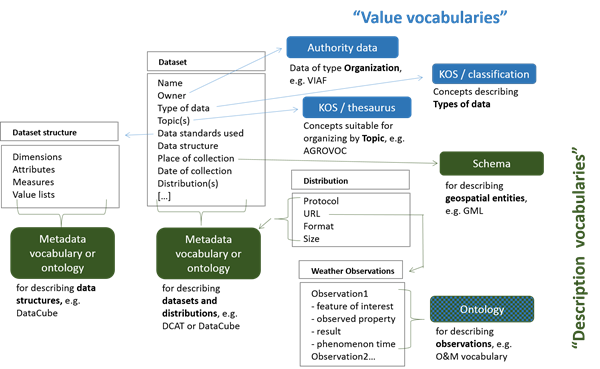 “Value vocabularies”
Authority data
Data of type Organization,
e.g. VIAF
KOS / classification
Concepts describing
Types of data
KOS / thesaurus
Concepts suitable for
organizing by Topic, e.g.
AGROVOC
Dataset
Name
Owner
Type of data
Topic(s)
Data standards used
Data structure
Place of collection
Date of collection
Distribution(s)
[...]
Dataset structure
Dimensions
Attributes
Measures
Value lists
Schema
for describing
geospatial entities,
e.g. GML
Distribution
Protocol
URL
Format
Size
Metadata
vocabulary or
ontology
for describing data
structures, e.g.
DataCube
Metadata
vocabulary or
ontology
for describing
datasets and
distributions, e.g.
DCAT or DataCube
Weather Observations
Observation1
- feature of interest
- observed property
- result
- phenomenon time
Observation2...
Ontology
for describing
observations, e.g.
O&M vocabulary
“Description vocabularies”